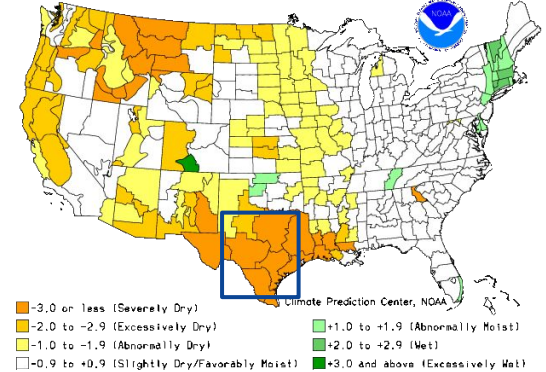 NOAA
Climate Prediction Center, NOAA
-3.0 or less (Severely Dry)
-2.0 to -2.9 (Excessively Dry)
-1.0 to -1.9 (Abnormally Dry)
-0.9 to +0.9 (Slightly Dry/Favorably Moist)
+1.0 to +1.9 (Abnormally Moist)
+2.0 to +2.9 (Wet)
+3.0 and above (Excessively Wet)